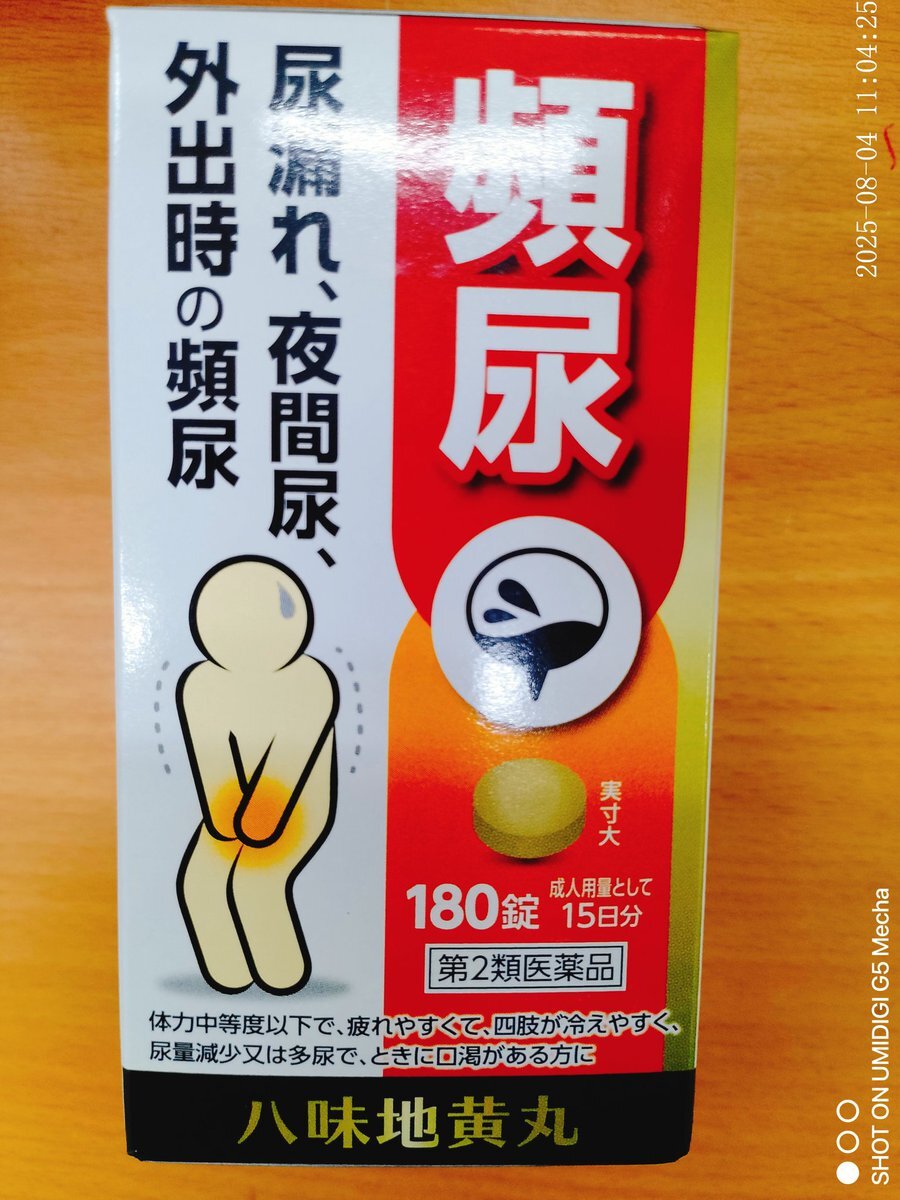 頻尿
尿漏れ、夜間尿、
外出時の頻尿
実寸大
180錠
成人用量として
15日分
第2類医薬品
体力中等度以下で、疲れやすくて、四肢が冷えやすく、
尿量減少又は多尿で、ときに口渇がある方に
八味地黄丸
2025-08-04 11:04:25
SHOT ON UMIDIGI G5 Mecha